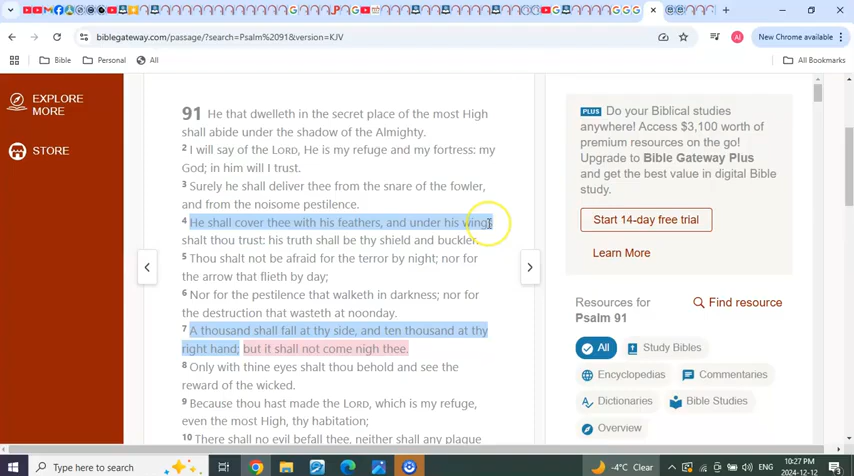 biblegateway.com/passage/?search=Psalm%2091&version=KJV
AI
New Chrome available
Bible
Personal
All
All Bookmarks
EXPLORE
MORE
STORE
91 He that dwelleth in the secret place of the most High
shall abide under the shadow of the Almighty.
2 I will say of the LORD, He is my refuge and my fortress: my
God; in him will I trust.
3 Surely he shall deliver thee from the snare of the fowler,
and from the noisome pestilence.
4 He shall cover thee with his feathers, and under his wings
shalt thou trust: his truth shall be thy shield and buckler.
5 Thou shalt not be afraid for the terror by night; nor for
the arrow that flieth by day;
6 Nor for the pestilence that walketh in darkness; nor for
the destruction that wasteth at noonday.
7 A thousand shall fall at thy side, and ten thousand at thy
right hand; but it shall not come nigh thee.
8 Only with thine eyes shalt thou behold and see the
reward of the wicked.
9 Because thou hast made the LORD, which is my refuge,
even the most High, thy habitation;
10 There shall no evil befall thee, neither shall any plague
PLUS Do your Biblical studies
anywhere! Access $3,100 worth of
premium resources on the go!
Upgrade to Bible Gateway Plus
and get the best value in digital Bible
study.
Start 14-day free trial
Learn More
Resources for
Psalm 91
Find resource
All
Study Bibles
Encyclopedias
Commentaries
Dictionaries
Bible Studies
Overview
Type here to search
-4°C Clear
10:27 PM
2024-12-12